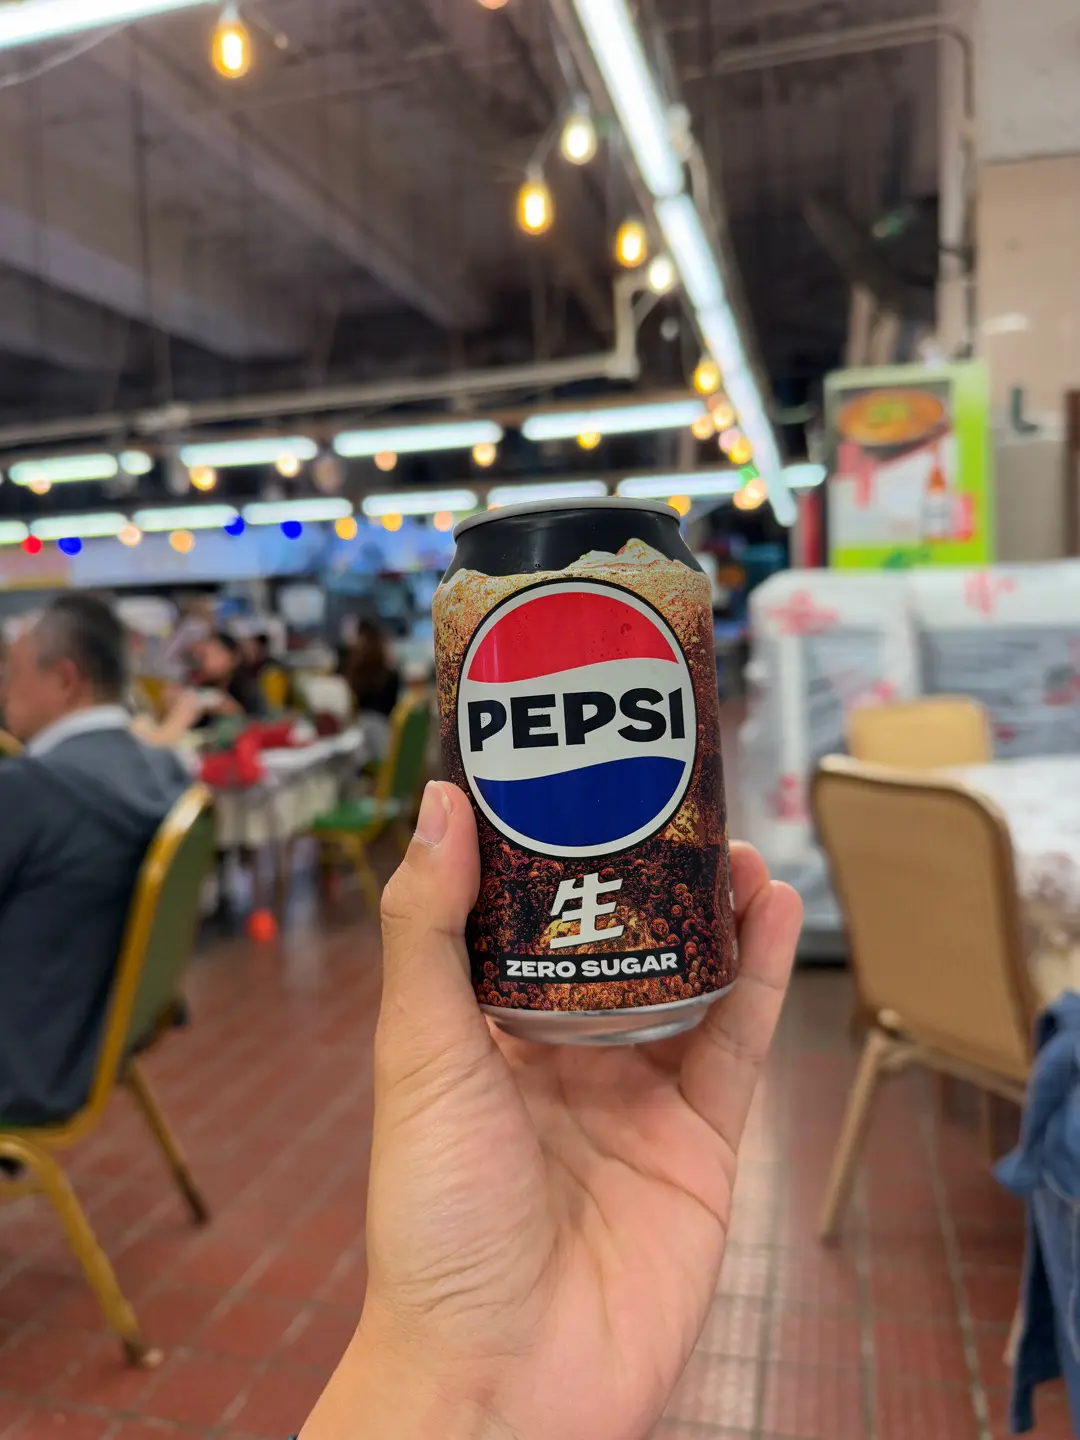 PEPSI
生
ZERO SUGAR